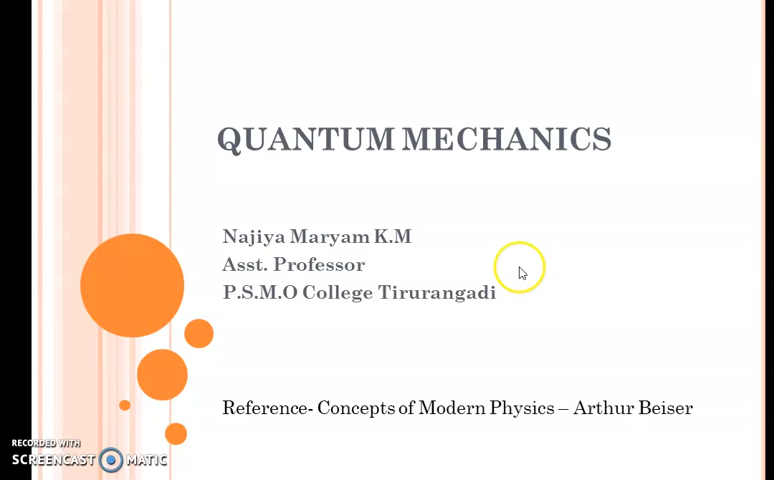 QUANTUM MECHANICS
Najiya Maryam K.M
Asst. Professor
P.S.M.O College Tirurangadi
Reference- Concepts of Modern Physics – Arthur Beiser
RECORDED WITH
SCREENCAST MATIC